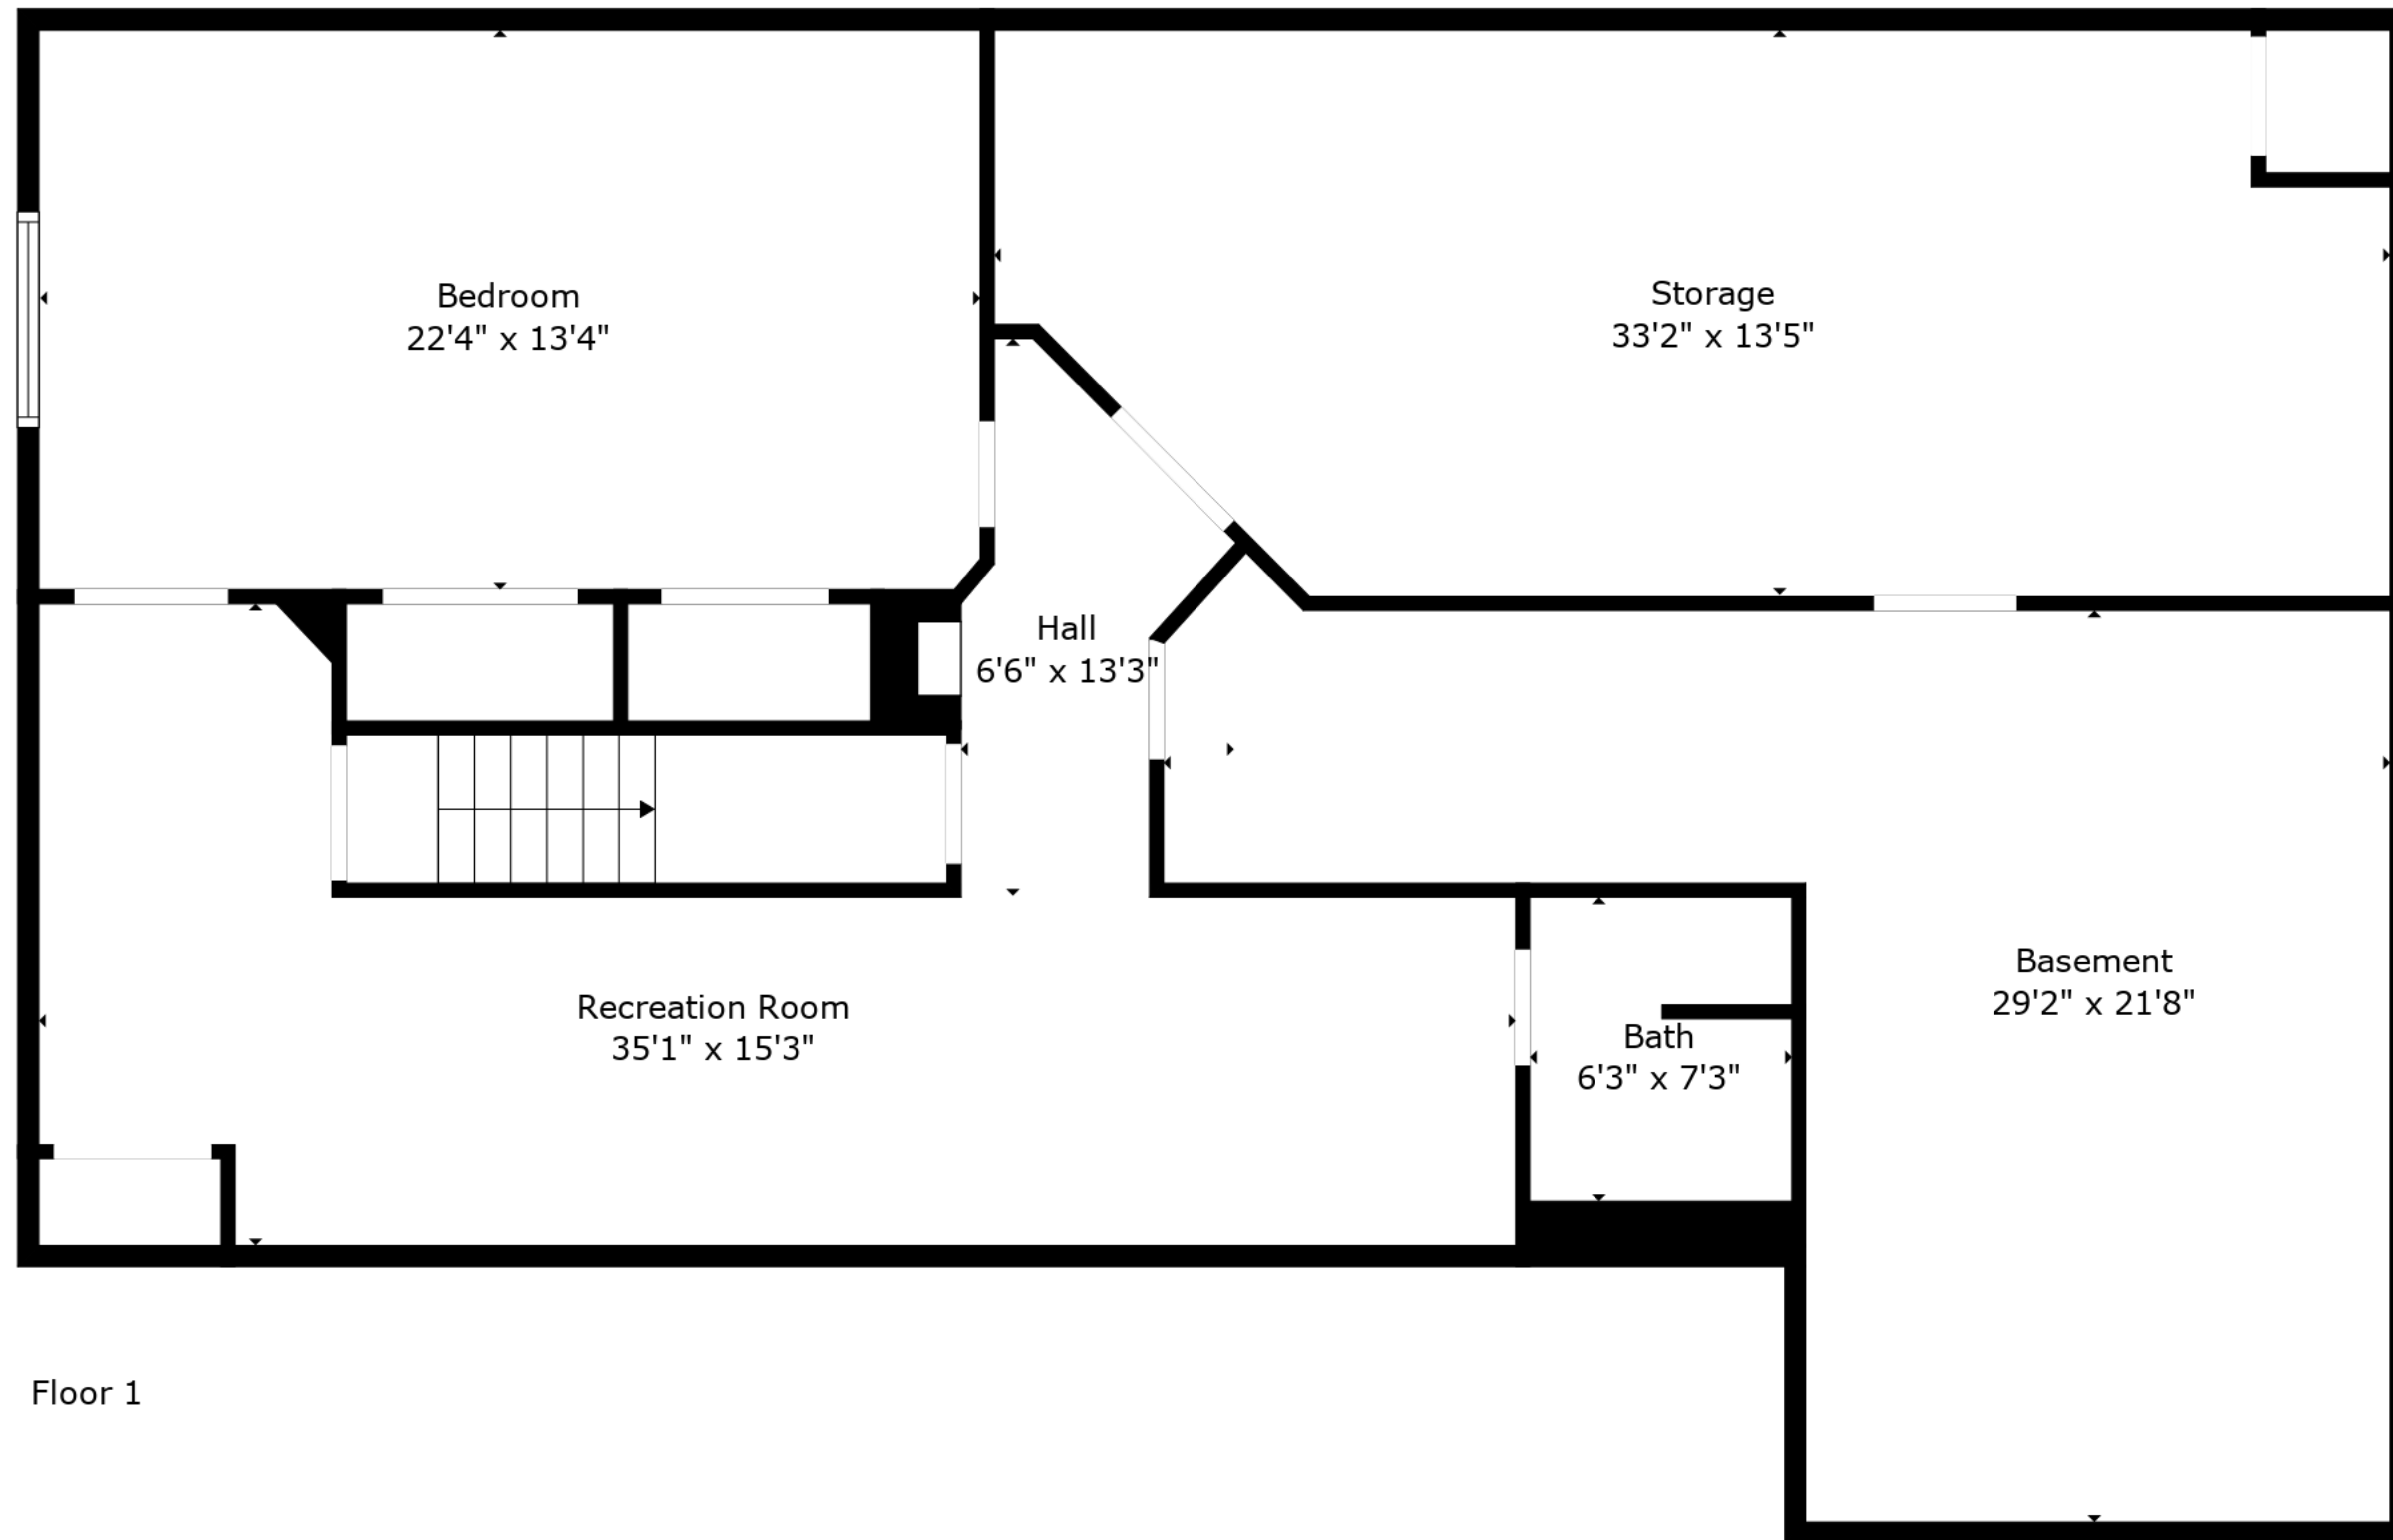 Bedroom
22'4" x 13'4"
Storage
33'2" x 13'5"
Hall
6'6" x 13'3"
Recreation Room
35'1" x 15'3"
Bath
6'3" x 7'3"
Basement
29'2" x 21'8"
Floor 1